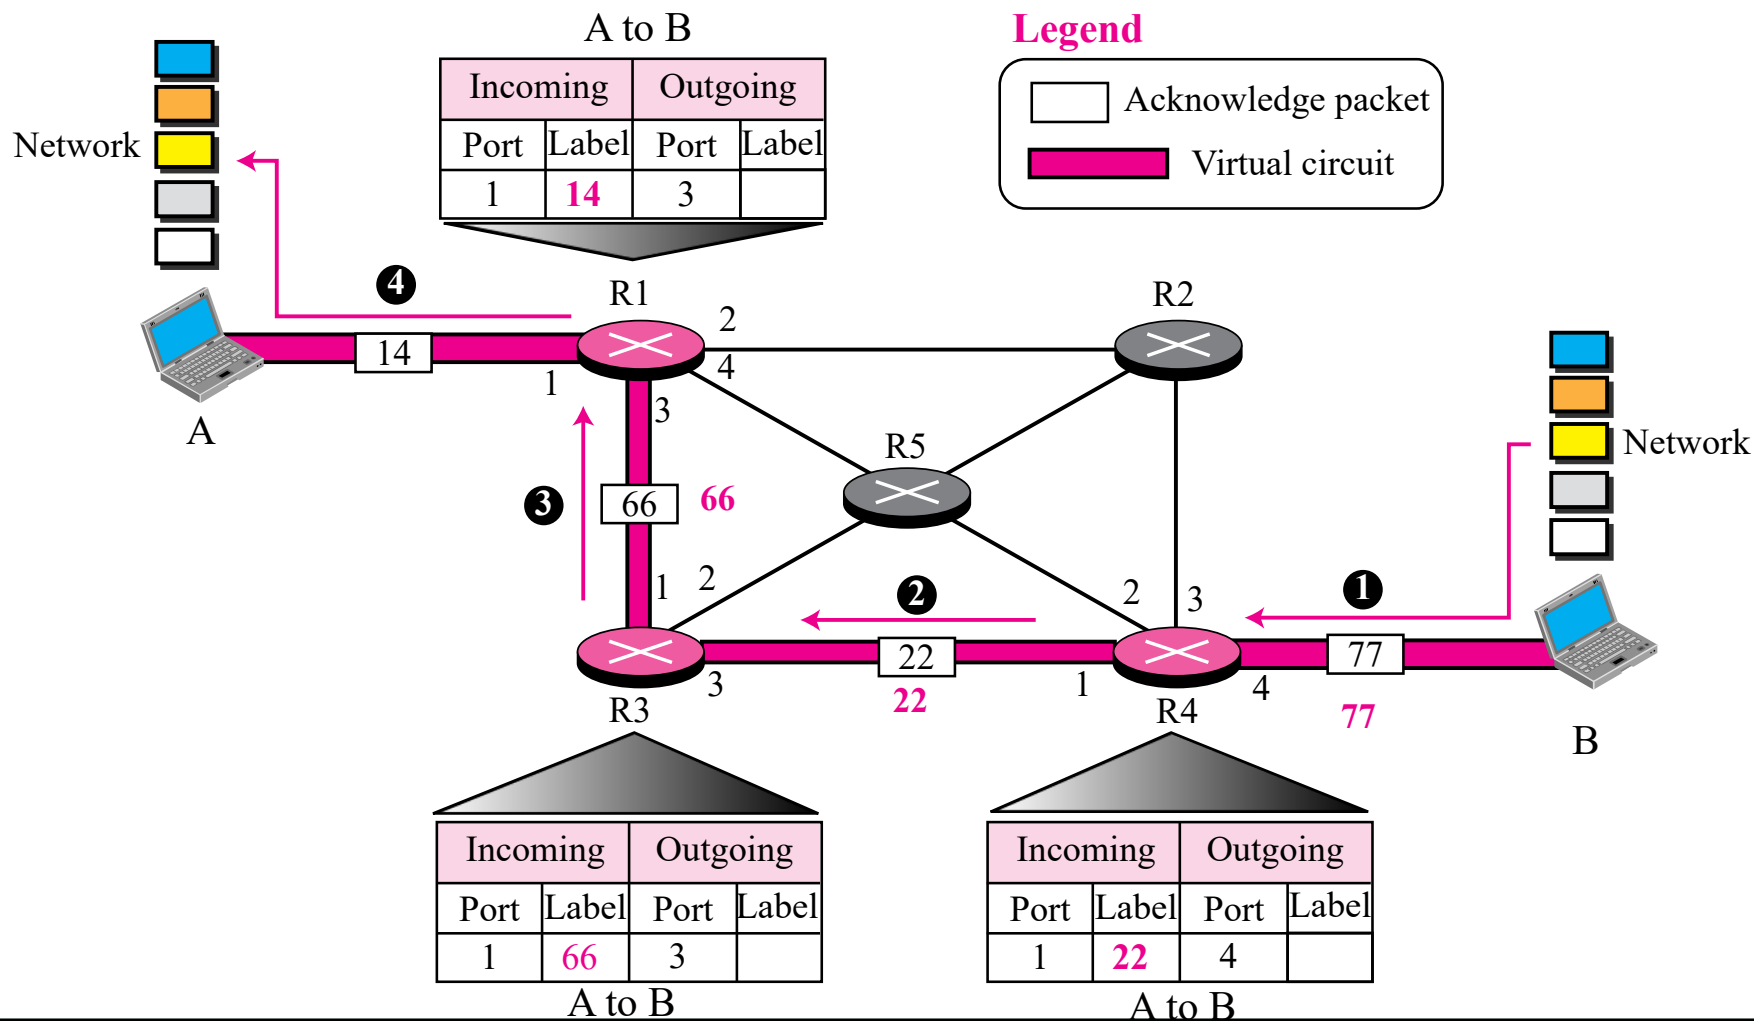 A to B
Legend
Incoming Outgoing
Port Label Port Label
1 14 3
Acknowledge packet
Virtual circuit
Network
4
R1
R2
2
14
4
1
3
A
R5
Network
3
66
66
1
2
2
2
3
1
22
77
3
22
1
4
77
R3
R4
B
Incoming Outgoing
Port Label Port Label
1 66 3
A to B
Incoming Outgoing
Port Label Port Label
1 22 4
A to B